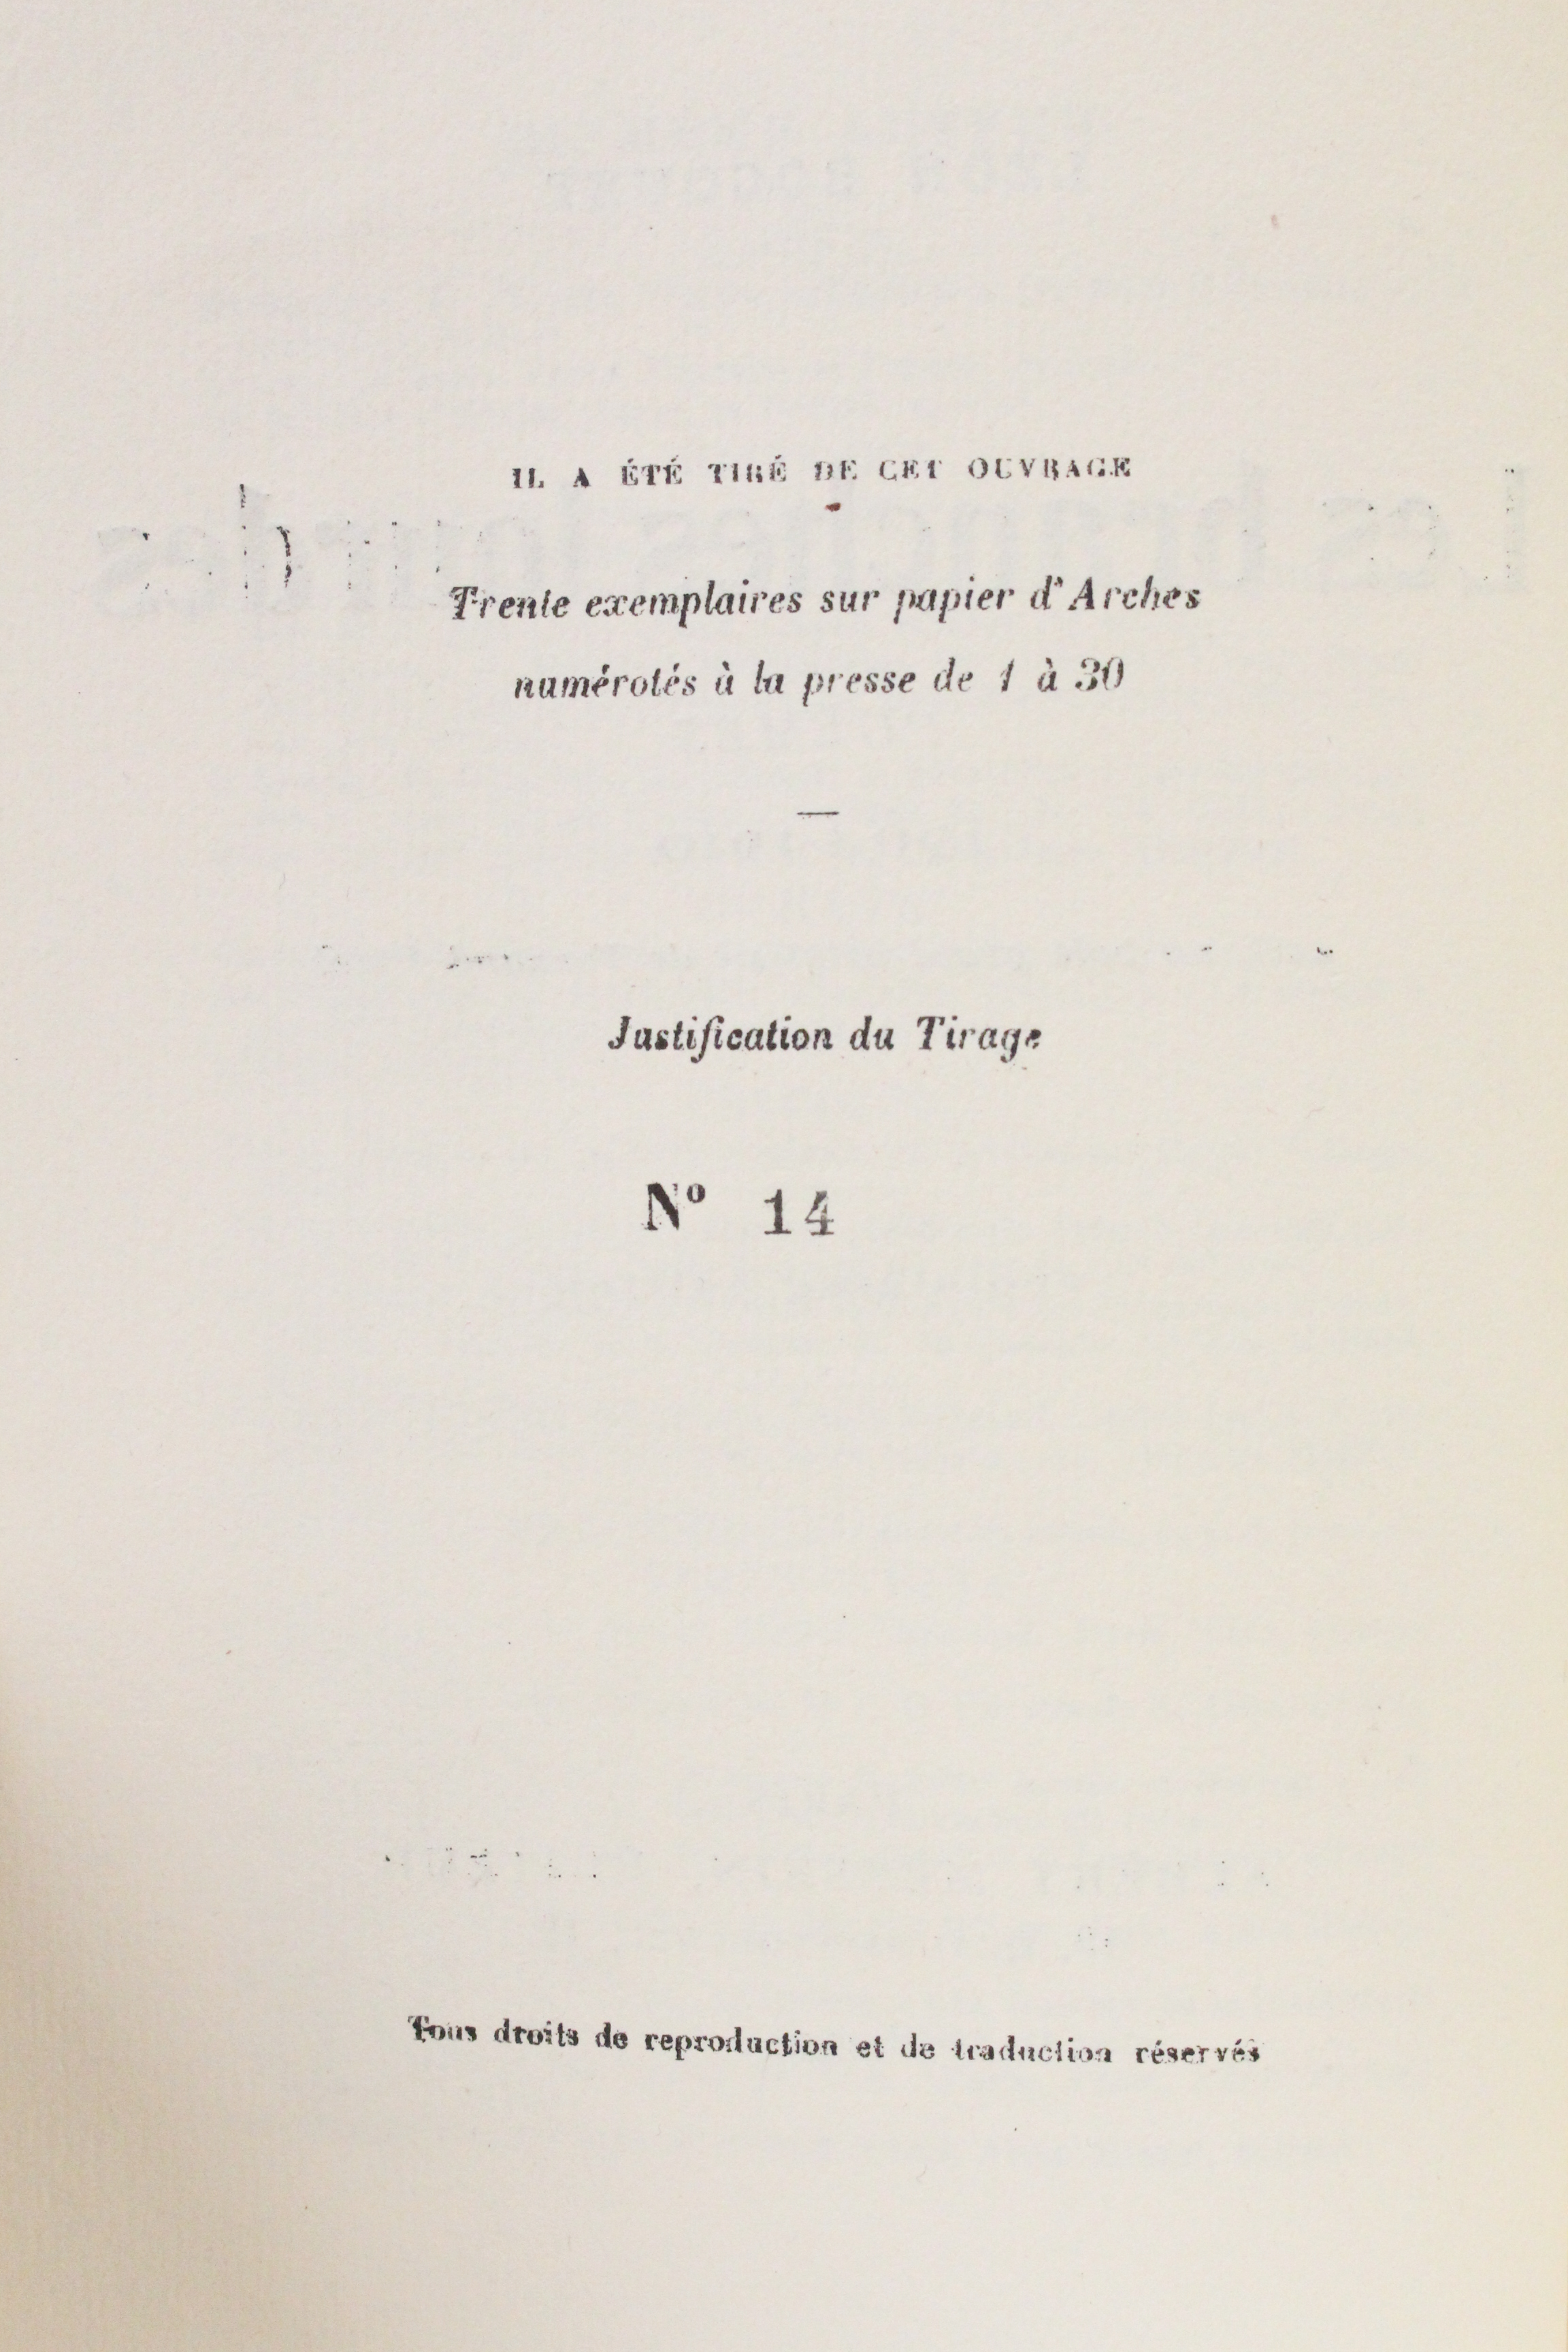 IL A ÉTÉ TIRÉ DE CET OUVRAGE
Trente exemplaires sur papier d'Arches
numérotés à la presse de 1 à 30
—
Justification du Tirage
Nº 14
Tous droits de reproduction et de traduction réservés